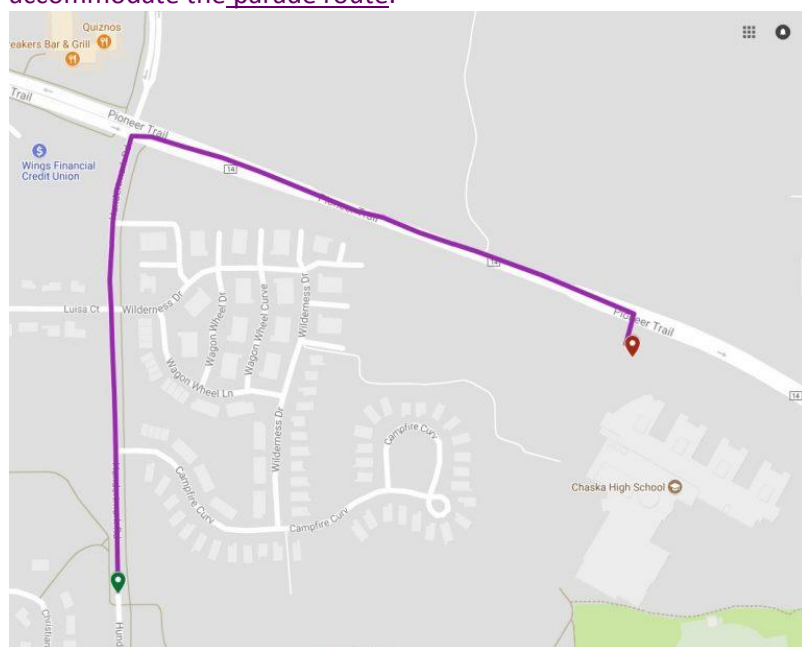 accommodate the parade route.
Quiznos
eakers Bar & Grill
Trail
Pioneer Trail
Wings Financial
Credit Union
14
Pioneer Trail
14
Luisa Ct
Wilderness Dr
Wagon Wheel Dr
Wagon Wheel Curve
Wilderness Dr
Pioneer Trail
14
Wagon Wheel Ln
Wilderness Dr
Campfire Curv
Campfire Curv
Campfire Curv
Chaska High School
Christian
Hund